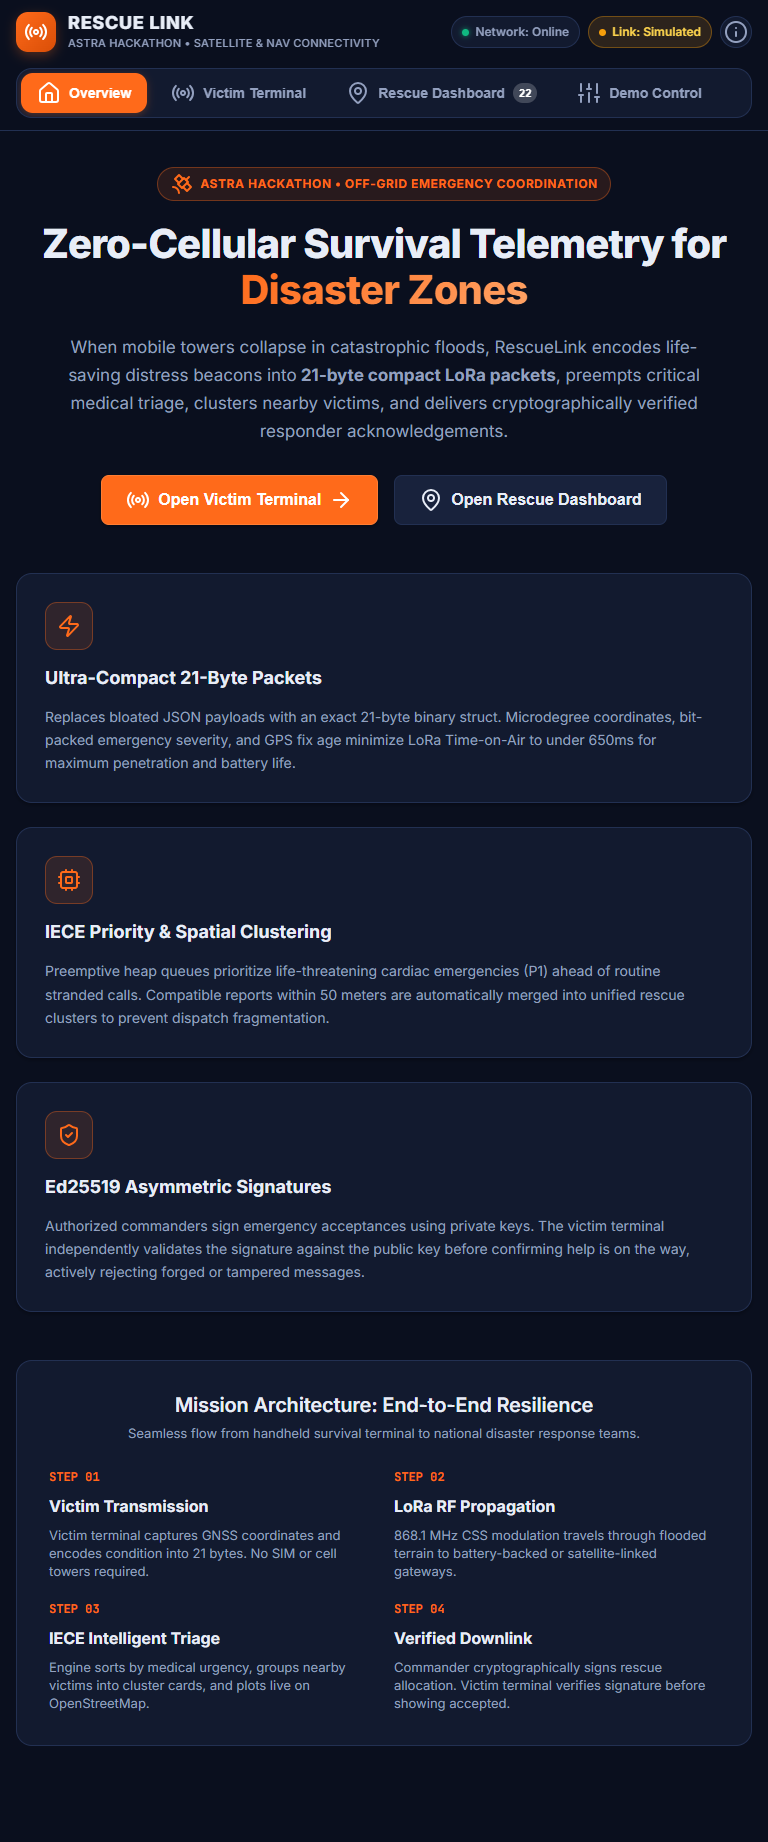 RESCUE LINK
ASTRA HACKATHON • SATELLITE & NAV CONNECTIVITY
Network: Online
Link: Simulated
Overview
Victim Terminal
Rescue Dashboard 22
Demo Control
ASTRA HACKATHON • OFF-GRID EMERGENCY COORDINATION
Zero-Cellular Survival Telemetry for
Disaster Zones
When mobile towers collapse in catastrophic floods, RescueLink encodes life-
saving distress beacons into 21-byte compact LoRa packets, preempts critical
medical triage, clusters nearby victims, and delivers cryptographically verified
responder acknowledgements.
Open Victim Terminal
Open Rescue Dashboard
Ultra-Compact 21-Byte Packets
Replaces bloated JSON payloads with an exact 21-byte binary struct. Microdegree coordinates, bit-
packed emergency severity, and GPS fix age minimize LoRa Time-on-Air to under 650ms for
maximum penetration and battery life.
IECE Priority & Spatial Clustering
Preemptive heap queues prioritize life-threatening cardiac emergencies (P1) ahead of routine
stranded calls. Compatible reports within 50 meters are automatically merged into unified rescue
clusters to prevent dispatch fragmentation.
Ed25519 Asymmetric Signatures
Authorized commanders sign emergency acceptances using private keys. The victim terminal
independently validates the signature against the public key before confirming help is on the way,
actively rejecting forged or tampered messages.
Mission Architecture: End-to-End Resilience
Seamless flow from handheld survival terminal to national disaster response teams.
STEP 01
Victim Transmission
Victim terminal captures GNSS coordinates and
encodes condition into 21 bytes. No SIM or cell
towers required.
STEP 02
LoRa RF Propagation
868.1 MHz CSS modulation travels through flooded
terrain to battery-backed or satellite-linked
gateways.
STEP 03
IECE Intelligent Triage
Engine sorts by medical urgency, groups nearby
victims into cluster cards, and plots live on
OpenStreetMap.
STEP 04
Verified Downlink
Commander cryptographically signs rescue
allocation. Victim terminal verifies signature before
showing accepted.